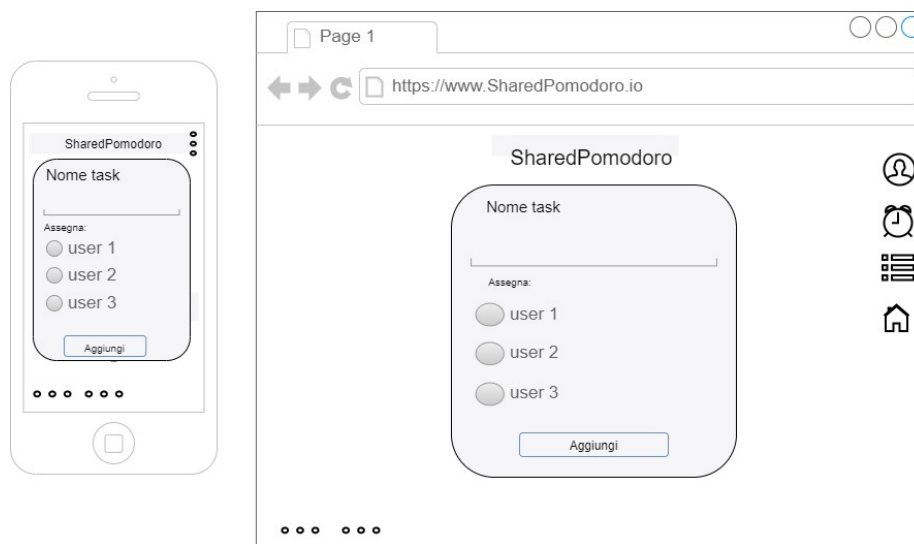 SharedPomodoro
Nome task
Assegna:
user 1
user 2
user 3
Aggiungi
Page 1
https://www.SharedPomodoro.io
SharedPomodoro
Nome task
Assegna:
user 1
user 2
user 3
Aggiungi